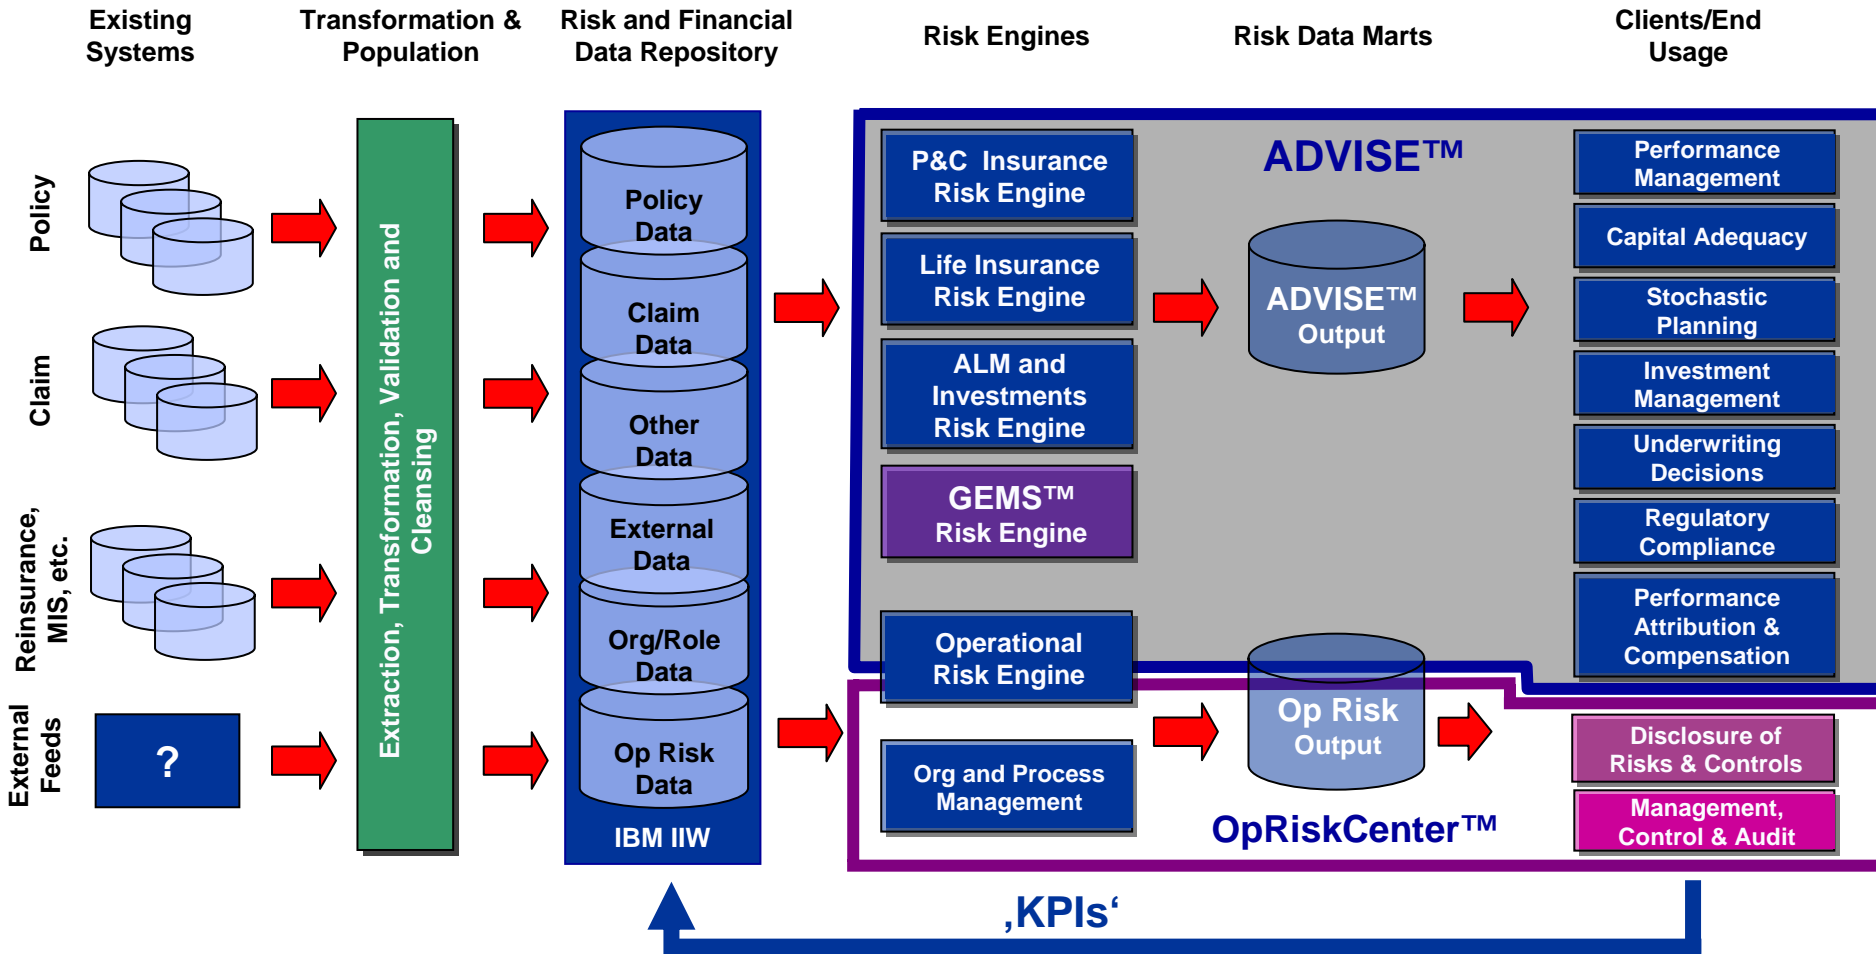 Existing
Systems
Transformation &
Population
Risk and Financial
Data Repository
Risk Engines
Risk Data Marts
Clients/End
Usage
Policy
Claim
Reinsurance,
MIS, etc.
External
Feeds
?
Extraction, Transformation, Validation and
Cleansing
Policy
Data
Claim
Data
Other
Data
External
Data
Org/Role
Data
Op Risk
Data
IBM IIW
P&C  Insurance
Risk Engine
Life Insurance
Risk Engine
ALM and
Investments
Risk Engine
GEMS™
Risk Engine
Operational
Risk Engine
Org and Process
Management
ADVISE™
ADVISE™
Output
Op Risk
Output
OpRiskCenter™
Performance
Management
Capital Adequacy
Stochastic
Planning
Investment
Management
Underwriting
Decisions
Regulatory
Compliance
Performance
Attribution &
Compensation
Disclosure of
Risks & Controls
Management,
Control & Audit
‚KPIs‘